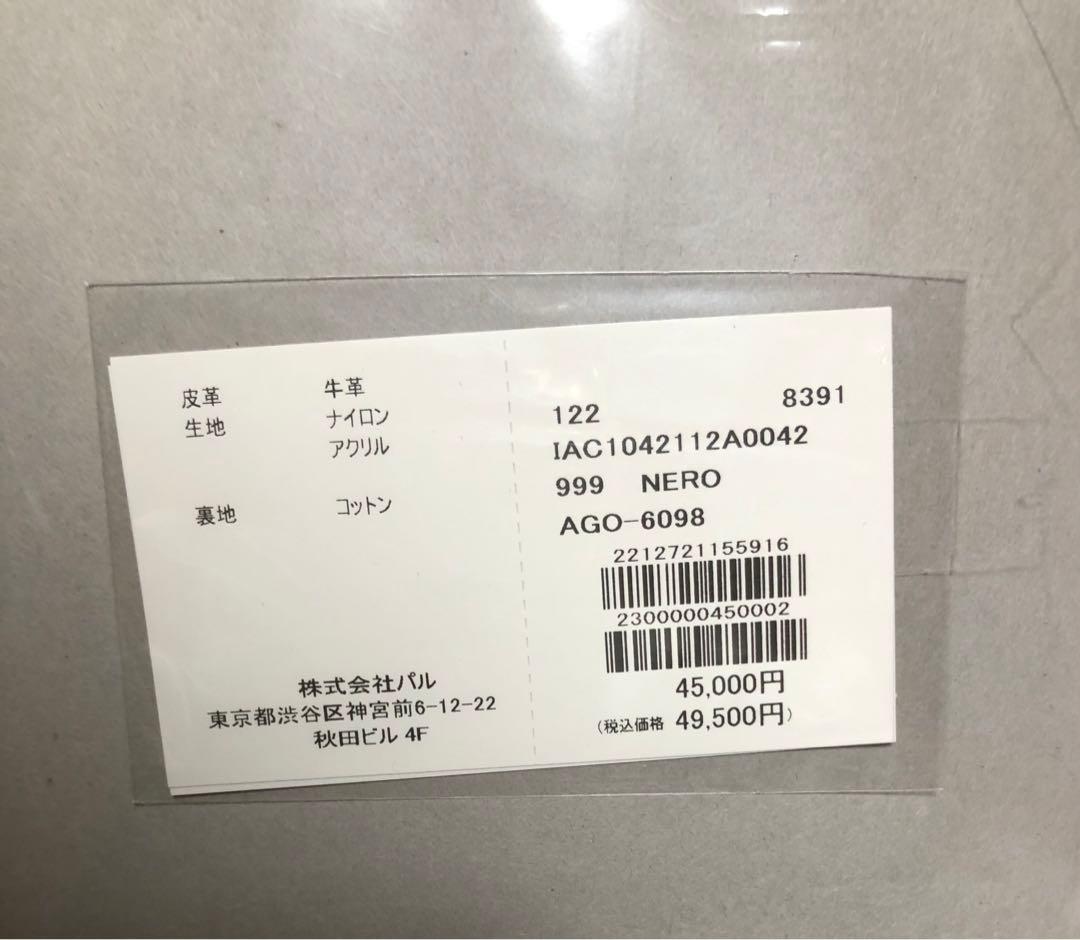 皮革 牛革
生地 ナイロン
アクリル
裏地 コットン
株式会社パル
東京都渋谷区神宮前6-12-22
秋田ビル 4F
122 8391
IAC1042112A0042
999 NERO
AGO-6098
2212721155916
2300000450002
45,000円
(税込価格 49,500円)